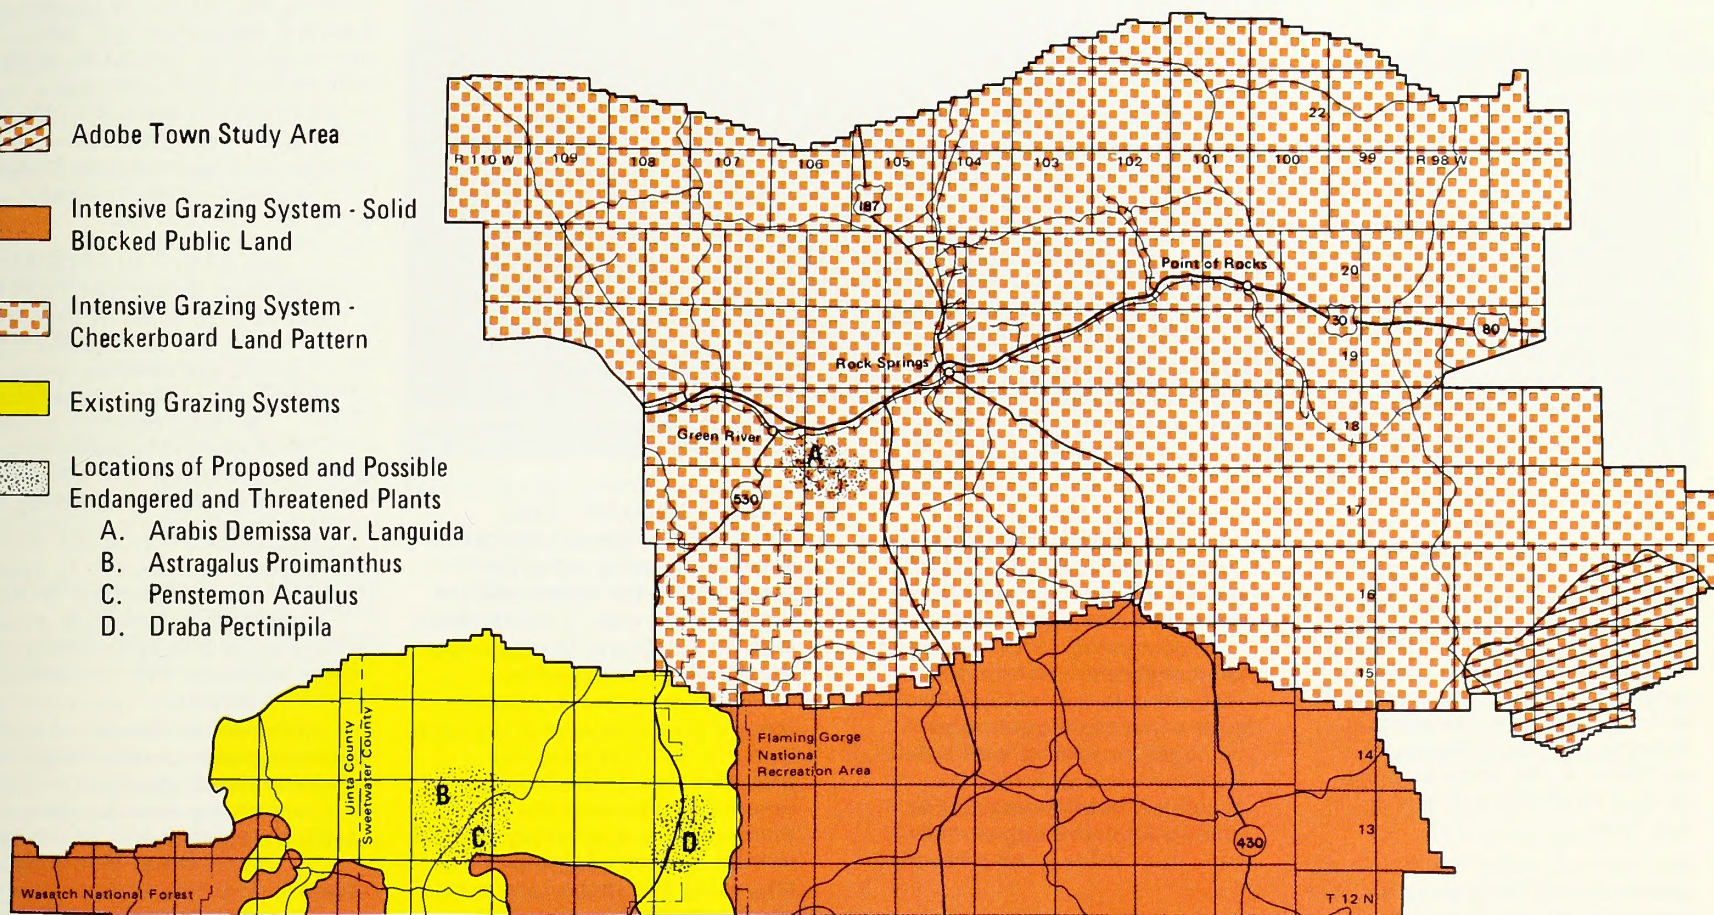 Adobe Town Study Area
Intensive Grazing System - Solid
Blocked Public Land
Intensive Grazing System -
Checkerboard Land Pattern
Existing Grazing Systems
Locations of Proposed and Possible
Endangered and Threatened Plants
A. Arabis Demissa var. Languida
B. Astragalus Proimanthus
C. Penstemon Acaulus
D. Draba Pectinipila
22
R 110 W 109 108 107 106 105 104 103 102 101 100 99 R 98 W
187
Point of Rocks
20
30
80
Rock Springs
19
Green River
18
A
530
17
16
15
Uinta County
Sweetwater County
Flaming Gorge
National
Recreation Area
14
B
C
D
13
430
Wasatch National Forest
T 12 N